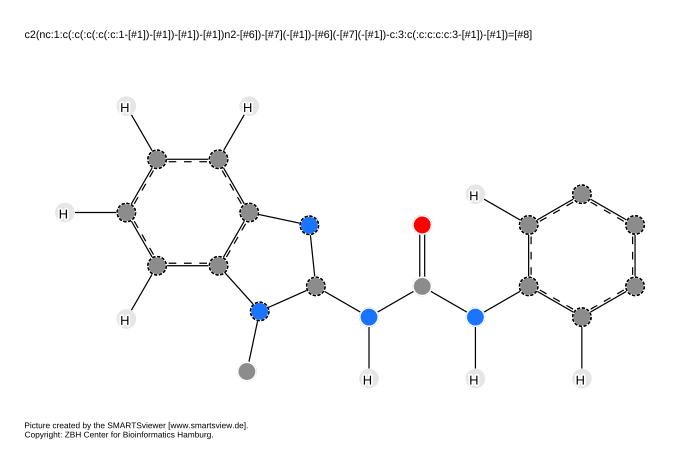 c2(nc:1:c(:c(:c(:c(:c:1-[#1])-[#1])-[#1])-[#1])n2-[#6])-[#7](-[#1])-[#6](-[#7](-[#1])-c:3:c(:c:c:c:c:3-[#1])-[#1])=[#8]
H H
H
H
H
H H H
Picture created by the SMARTSviewer [www.smartsview.de].
Copyright: ZBH Center for Bioinformatics Hamburg.